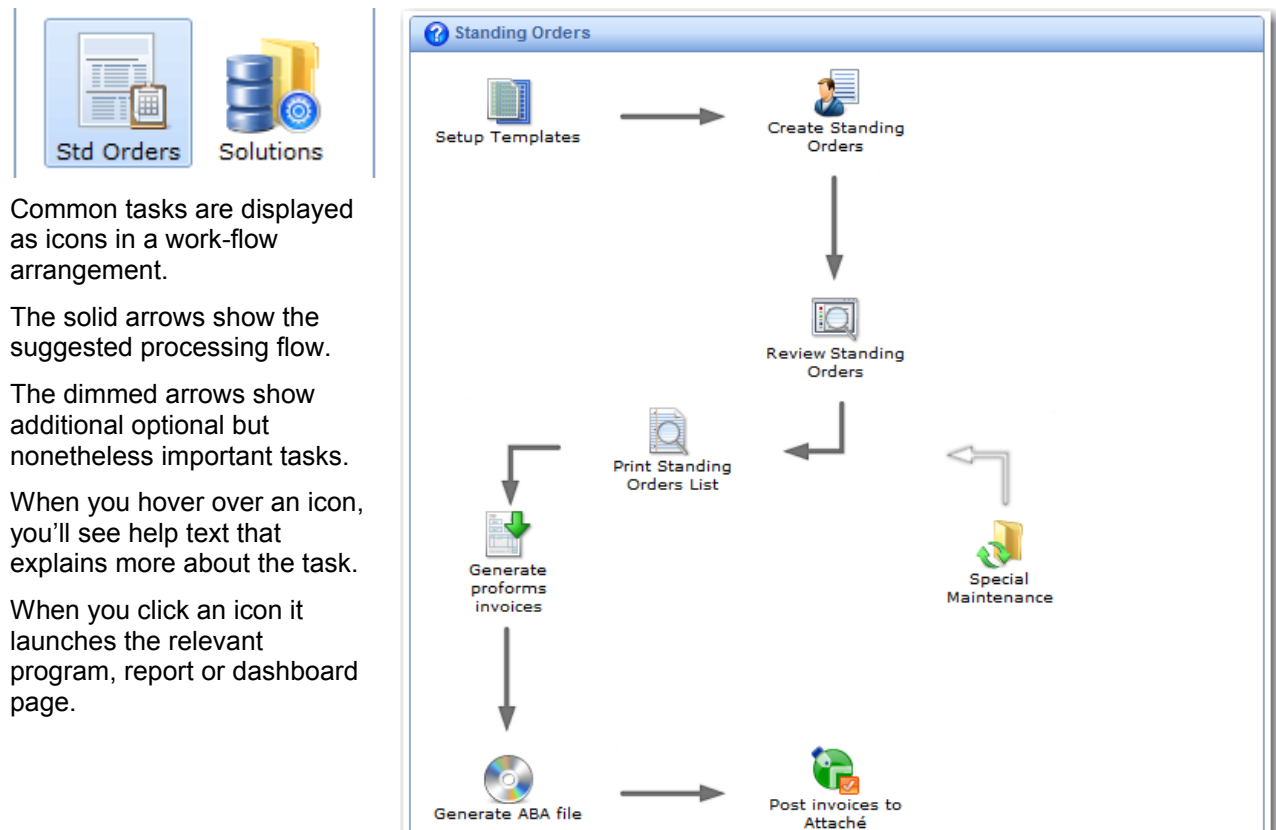 Std Orders
Solutions
Common tasks are displayed
as icons in a work-flow
arrangement.
The solid arrows show the
suggested processing flow.
The dimmed arrows show
additional optional but
nonetheless important tasks.
When you hover over an icon,
you'll see help text that
explains more about the task.
When you click an icon it
launches the relevant
program, report or dashboard
page.
Standing Orders
Setup Templates
Create Standing
Orders
Review Standing
Orders
Print Standing
Orders List
Generate
proforms
invoices
Special
Maintenance
Generate ABA file
Post invoices to
Attaché